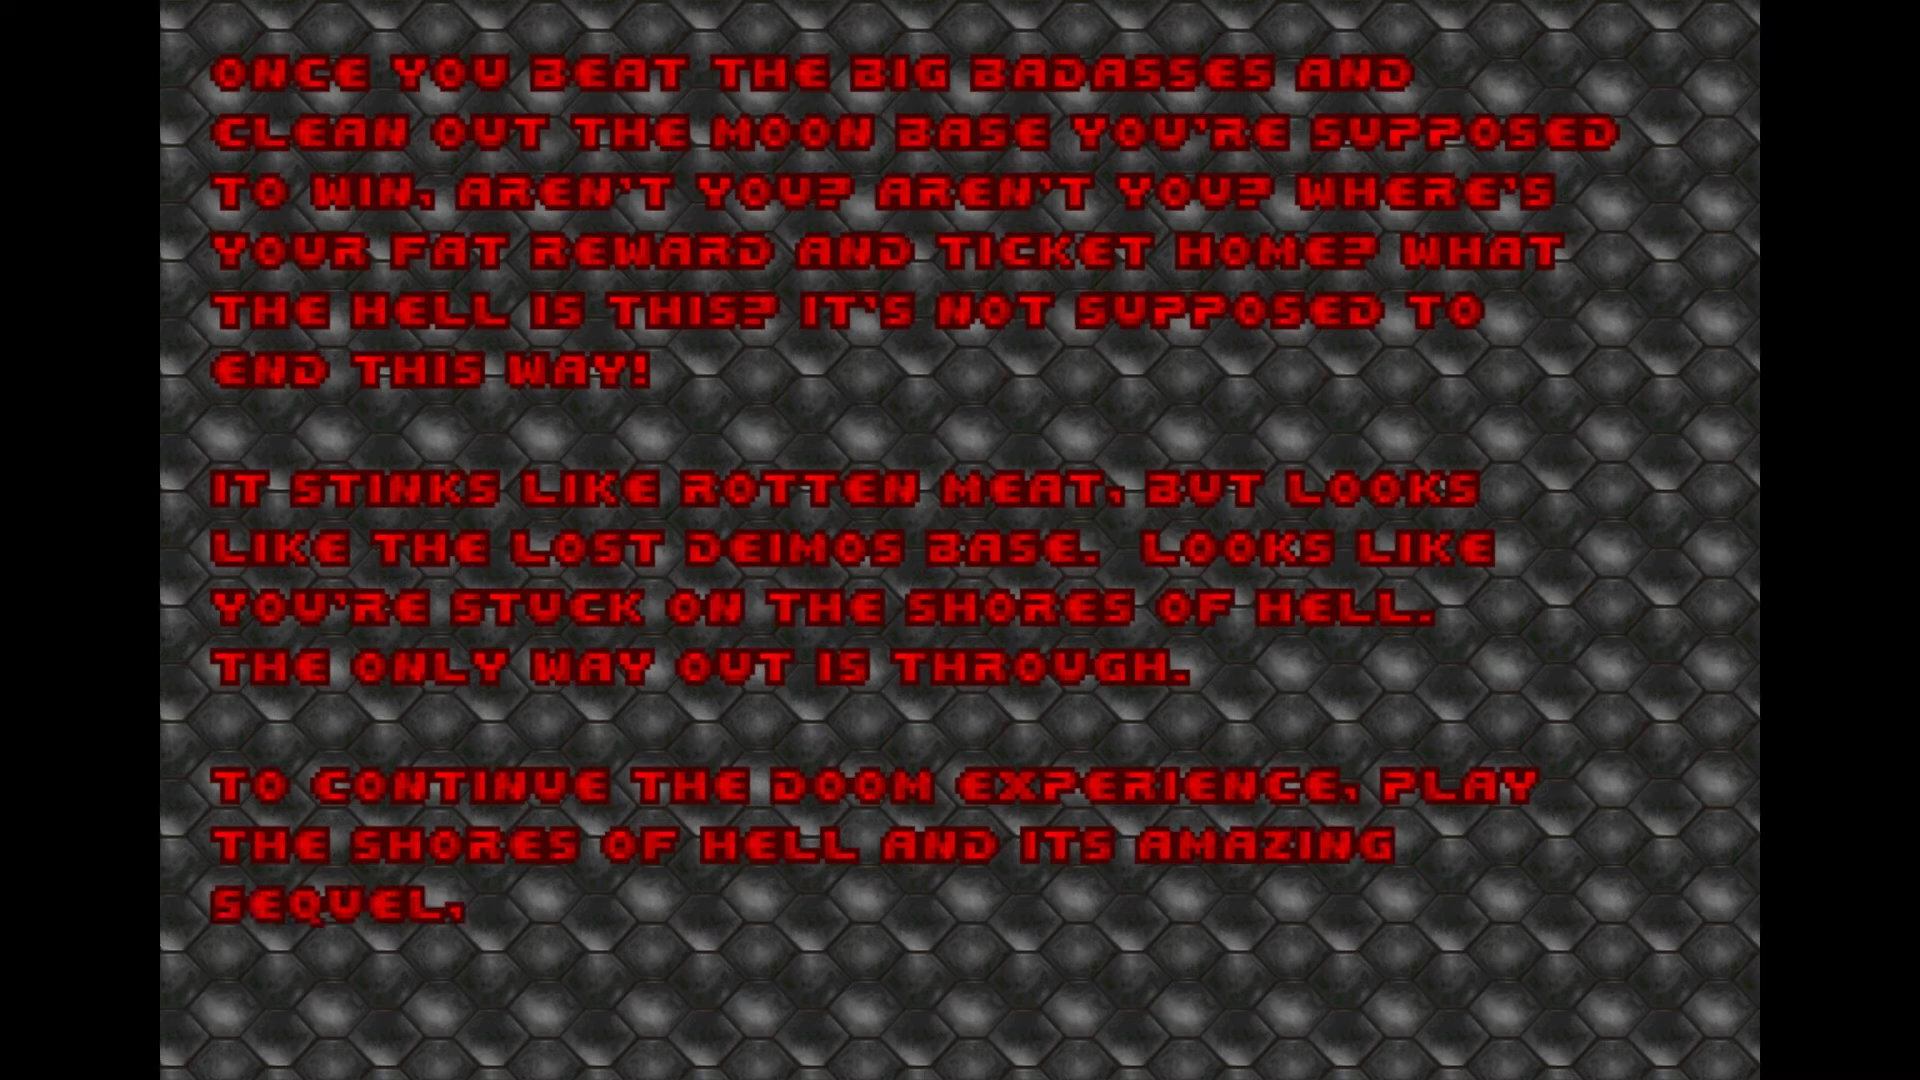 ONCE YOU BEAT THE BIG BADASSES AND
CLEAN OUT THE MOON BASE YOU'RE SUPPOSED
TO WIN, AREN'T YOU? AREN'T YOU? WHERE'S
YOUR FAT REWARD AND TICKET HOME? WHAT
THE HELL IS THIS? IT'S NOT SUPPOSED TO
END THIS WAY!
IT STINKS LIKE ROTTEN MEAT, BUT LOOKS
LIKE THE LOST DEIMOS BASE.  LOOKS LIKE
YOU'RE STUCK ON THE SHORES OF HELL.
THE ONLY WAY OUT IS THROUGH.
TO CONTINUE THE DOOM EXPERIENCE, PLAY
THE SHORES OF HELL AND ITS AMAZING
SEQUEL,